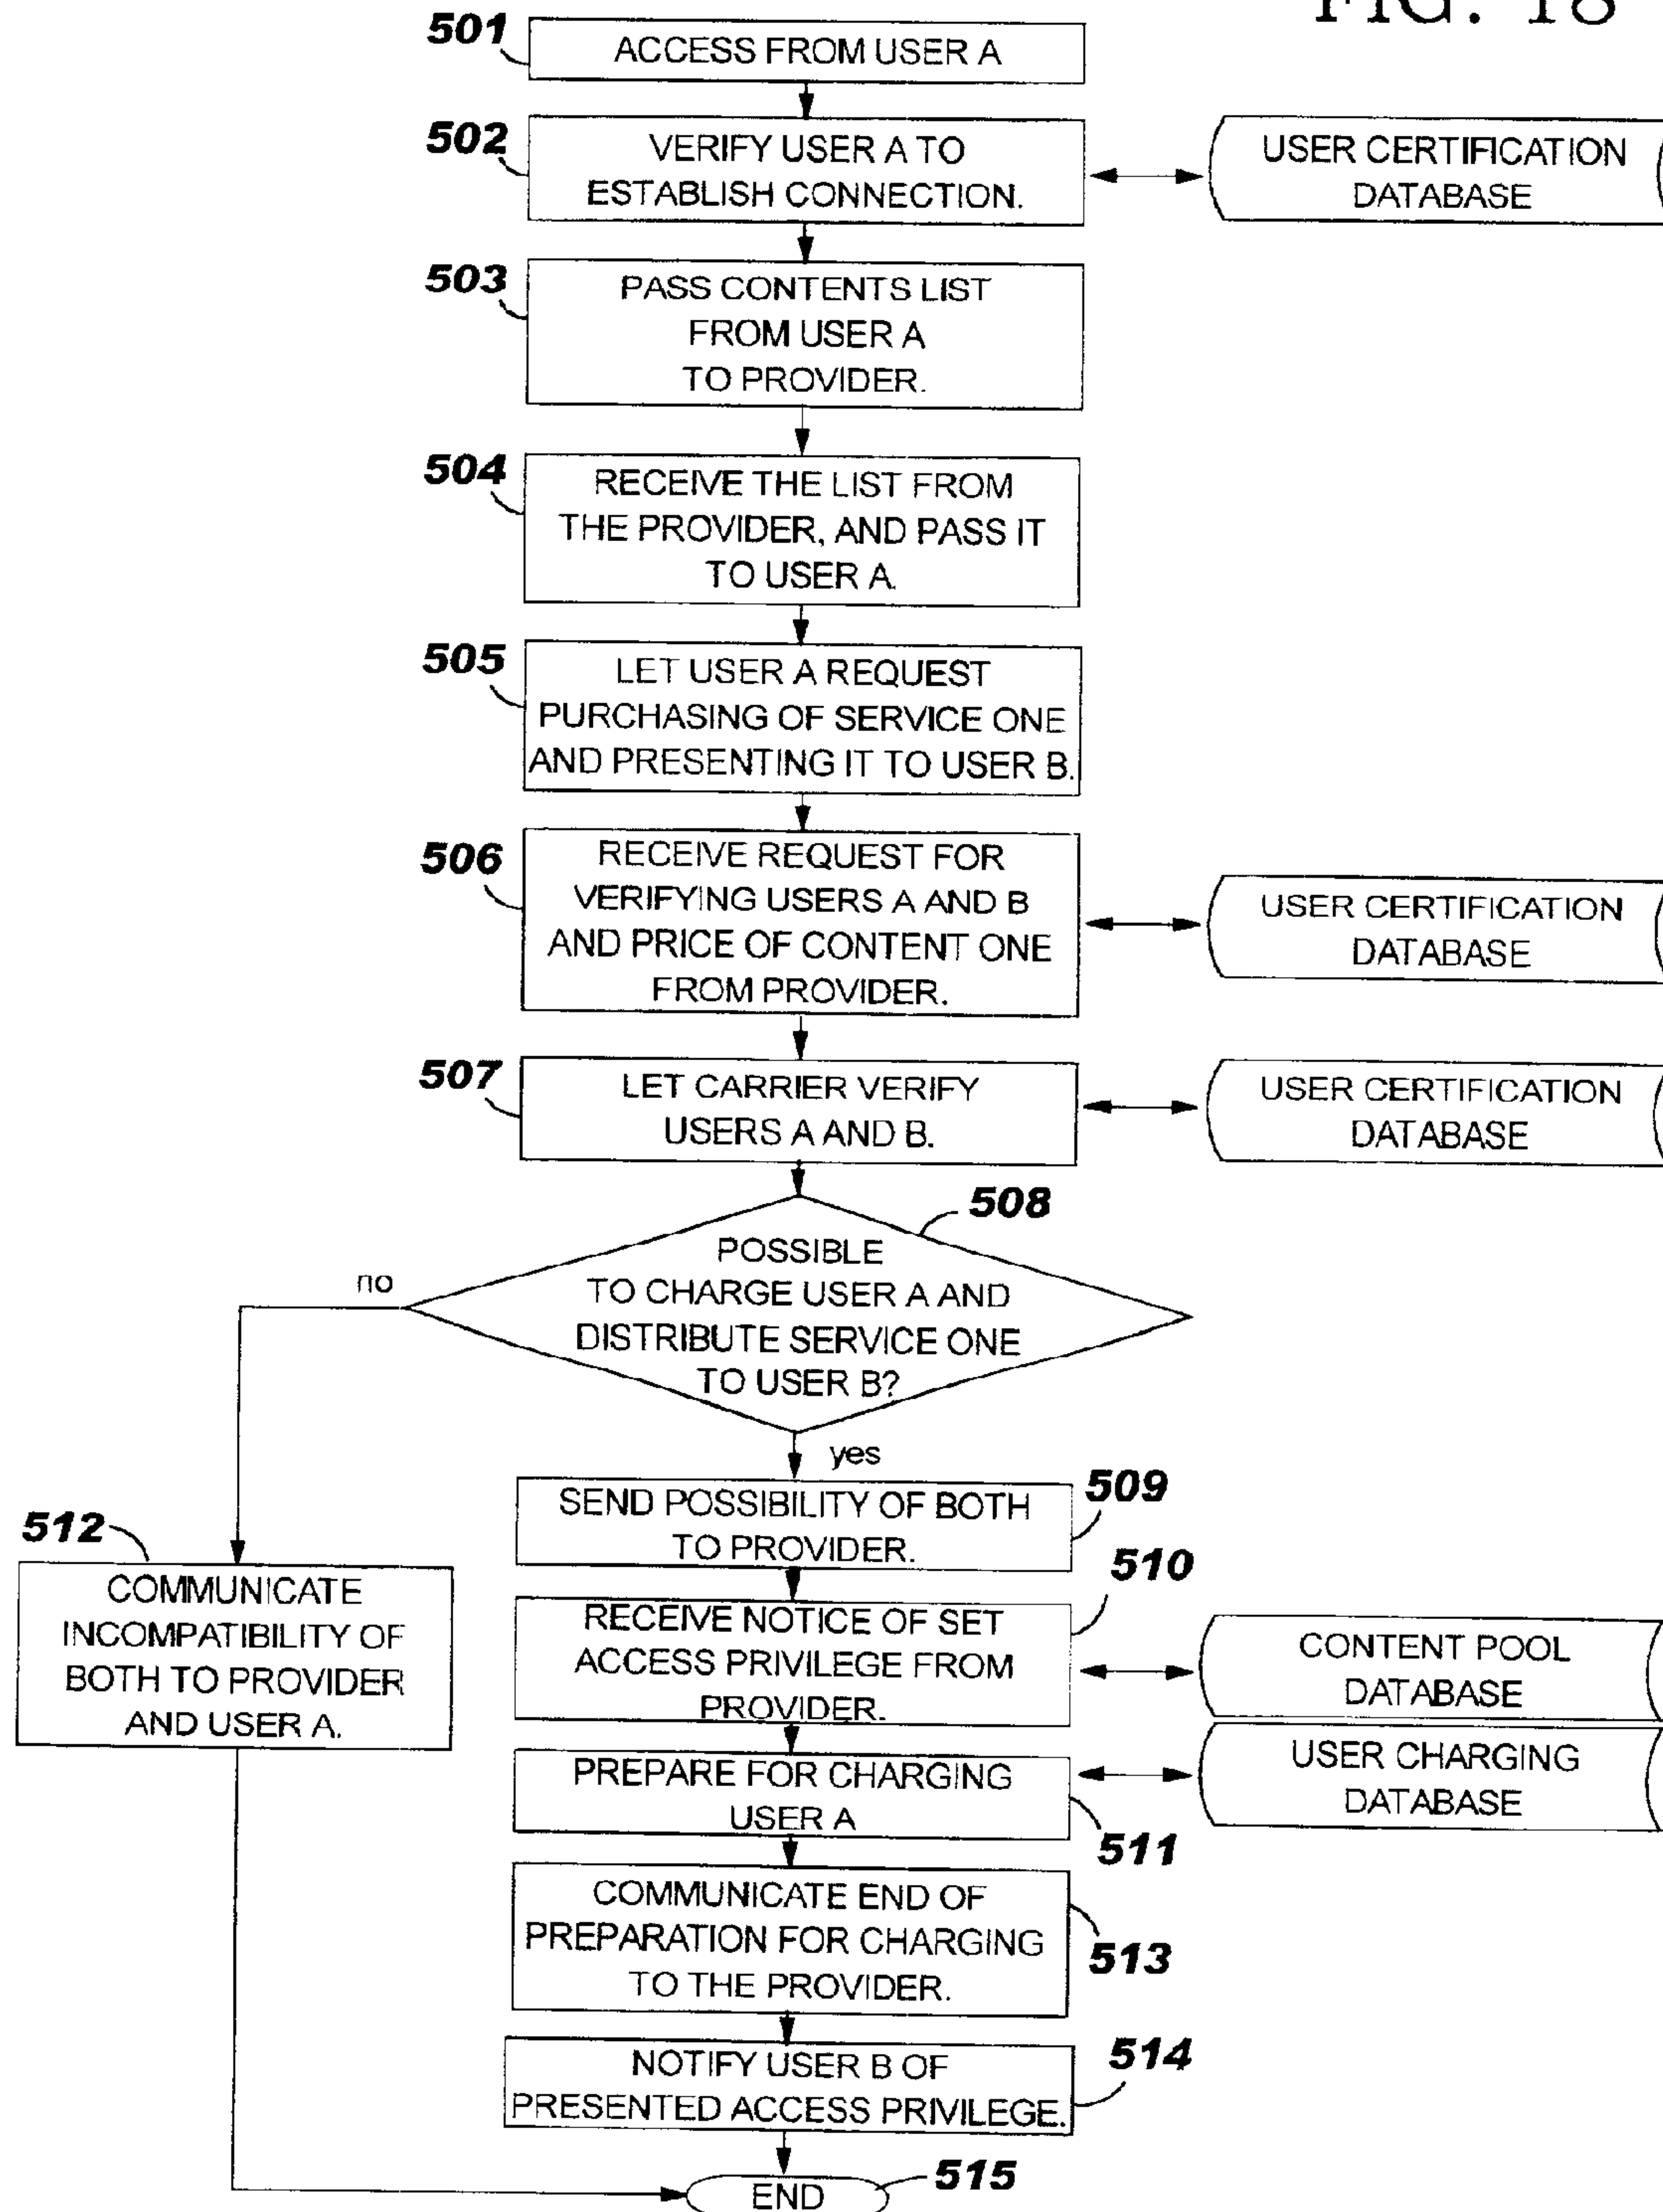 FIG. 18
501
ACCESS FROM USER A
502
VERIFY USER A TO
ESTABLISH CONNECTION.
USER CERTIFICATION
DATABASE
503
PASS CONTENTS LIST
FROM USER A
TO PROVIDER.
504
RECEIVE THE LIST FROM
THE PROVIDER, AND PASS IT
TO USER A.
505
LET USER A REQUEST
PURCHASING OF SERVICE ONE
AND PRESENTING IT TO USER B.
506
RECEIVE REQUEST FOR
VERIFYING USERS A AND B
AND PRICE OF CONTENT ONE
FROM PROVIDER.
USER CERTIFICATION
DATABASE
507
LET CARRIER VERIFY
USERS A AND B.
USER CERTIFICATION
DATABASE
508
POSSIBLE
TO CHARGE USER A AND
DISTRIBUTE SERVICE ONE
TO USER B?
no
yes
509
SEND POSSIBILITY OF BOTH
TO PROVIDER.
512
COMMUNICATE
INCOMPATIBILITY OF
BOTH TO PROVIDER
AND USER A.
510
RECEIVE NOTICE OF SET
ACCESS PRIVILEGE FROM
PROVIDER.
CONTENT POOL
DATABASE
PREPARE FOR CHARGING
USER A
511
USER CHARGING
DATABASE
COMMUNICATE END OF
PREPARATION FOR CHARGING
TO THE PROVIDER.
513
NOTIFY USER B OF
PRESENTED ACCESS PRIVILEGE.
514
END
515